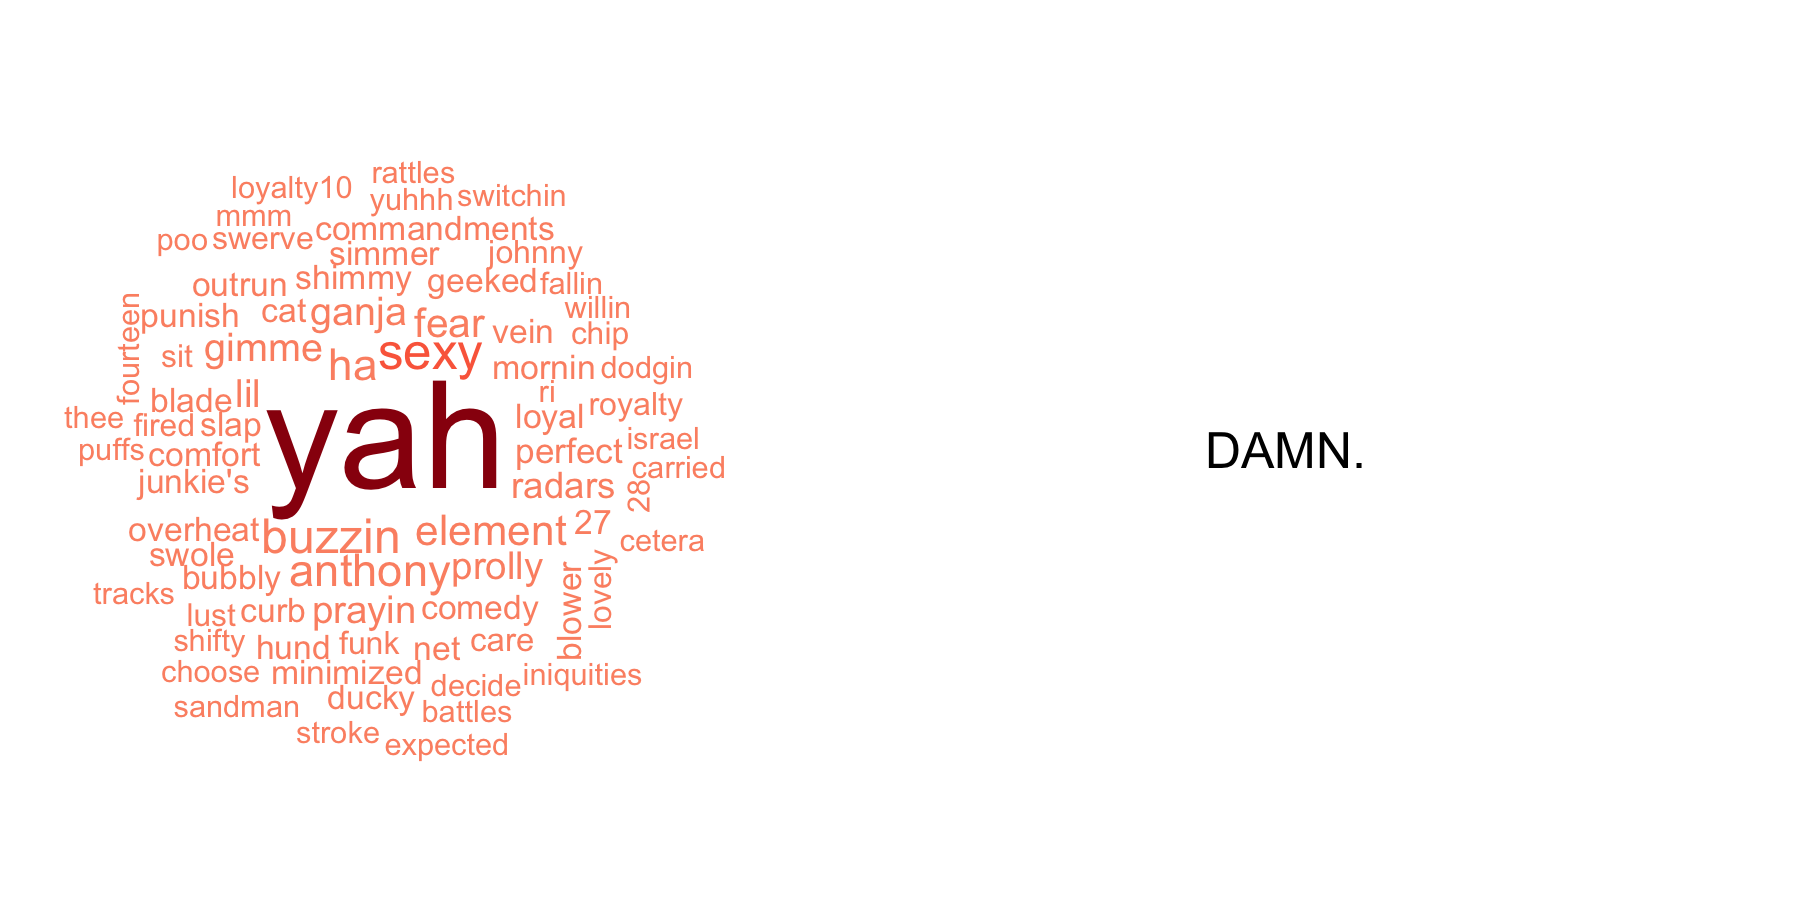 rattles
loyalty10
yuhhh switchin
mmm
commandments
poo swerve
simmer johnny
outrun shimmy geeked fallin
fourteen punish cat ganja fear willin
vein chip
sit gimme ha sexy
mornin dodgin
ri
blade lil yah loyal royalty
thee fired slap
puffs comfort perfect israel
carried
junkie's radars 28
overheat buzzin element 27
swole cetera
bubbly anthony prolly
tracks blower lovely
lust curb prayin comedy
shifty hund funk net care
choose minimized decide iniquities
sandman ducky battles
stroke expected
DAMN.